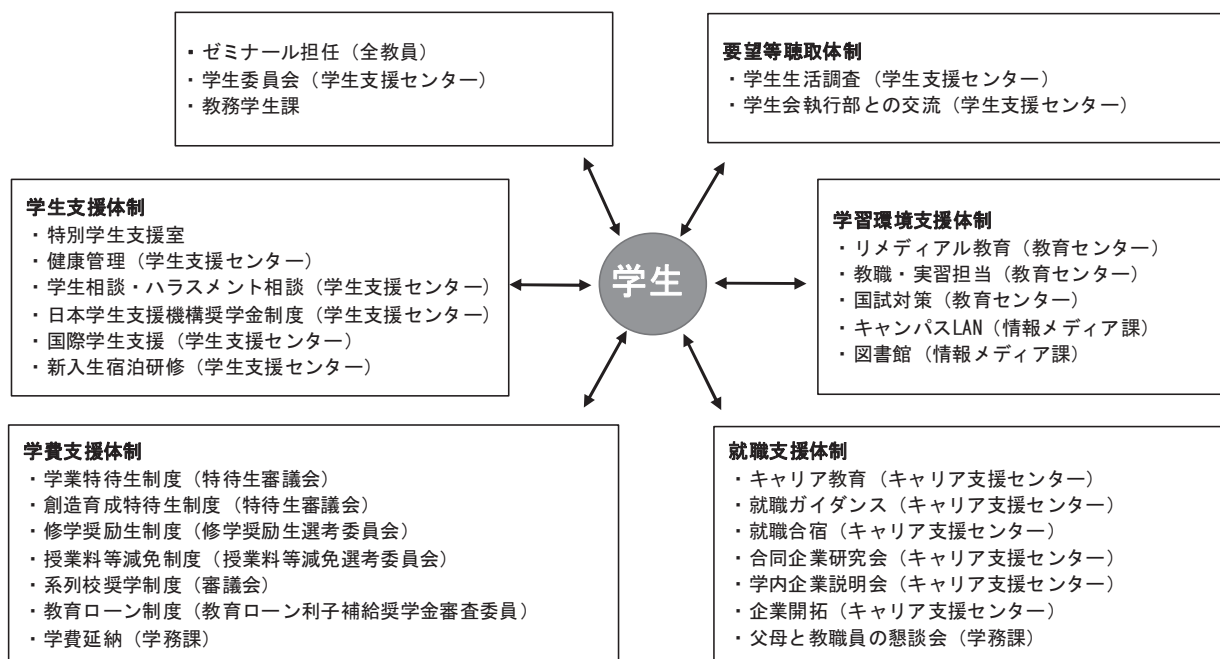 ・ゼミナール担任（全教員）
・学生委員会（学生支援センター）
・教務学生課
要望等聴取体制
・学生生活調査（学生支援センター）
・学生会執行部との交流（学生支援センター）
学生支援体制
・特別学生支援室
・健康管理（学生支援センター）
・学生相談・ハラスメント相談（学生支援センター）
・日本学生支援機構奨学金制度（学生支援センター）
・国際学生支援（学生支援センター）
・新入生宿泊研修（学生支援センター）
学生
学習環境支援体制
・リメディアル教育（教育センター）
・教職・実習担当（教育センター）
・国試対策（教育センター）
・キャンパスLAN（情報メディア課）
・図書館（情報メディア課）
学費支援体制
・学業特待生制度（特待生審議会）
・創造育成特待生制度（特待生審議会）
・修学奨励生制度（修学奨励生選考委員会）
・授業料等減免制度（授業料等減免選考委員会）
・系列校奨学制度（審議会）
・教育ローン制度（教育ローン利子補給奨学金審査委員）
・学費延納（学務課）
就職支援体制
・キャリア教育（キャリア支援センター）
・就職ガイダンス（キャリア支援センター）
・就職合宿（キャリア支援センター）
・合同企業研究会（キャリア支援センター）
・学内企業説明会（キャリア支援センター）
・企業開拓（キャリア支援センター）
・父母と教職員の懇談会（学務課）